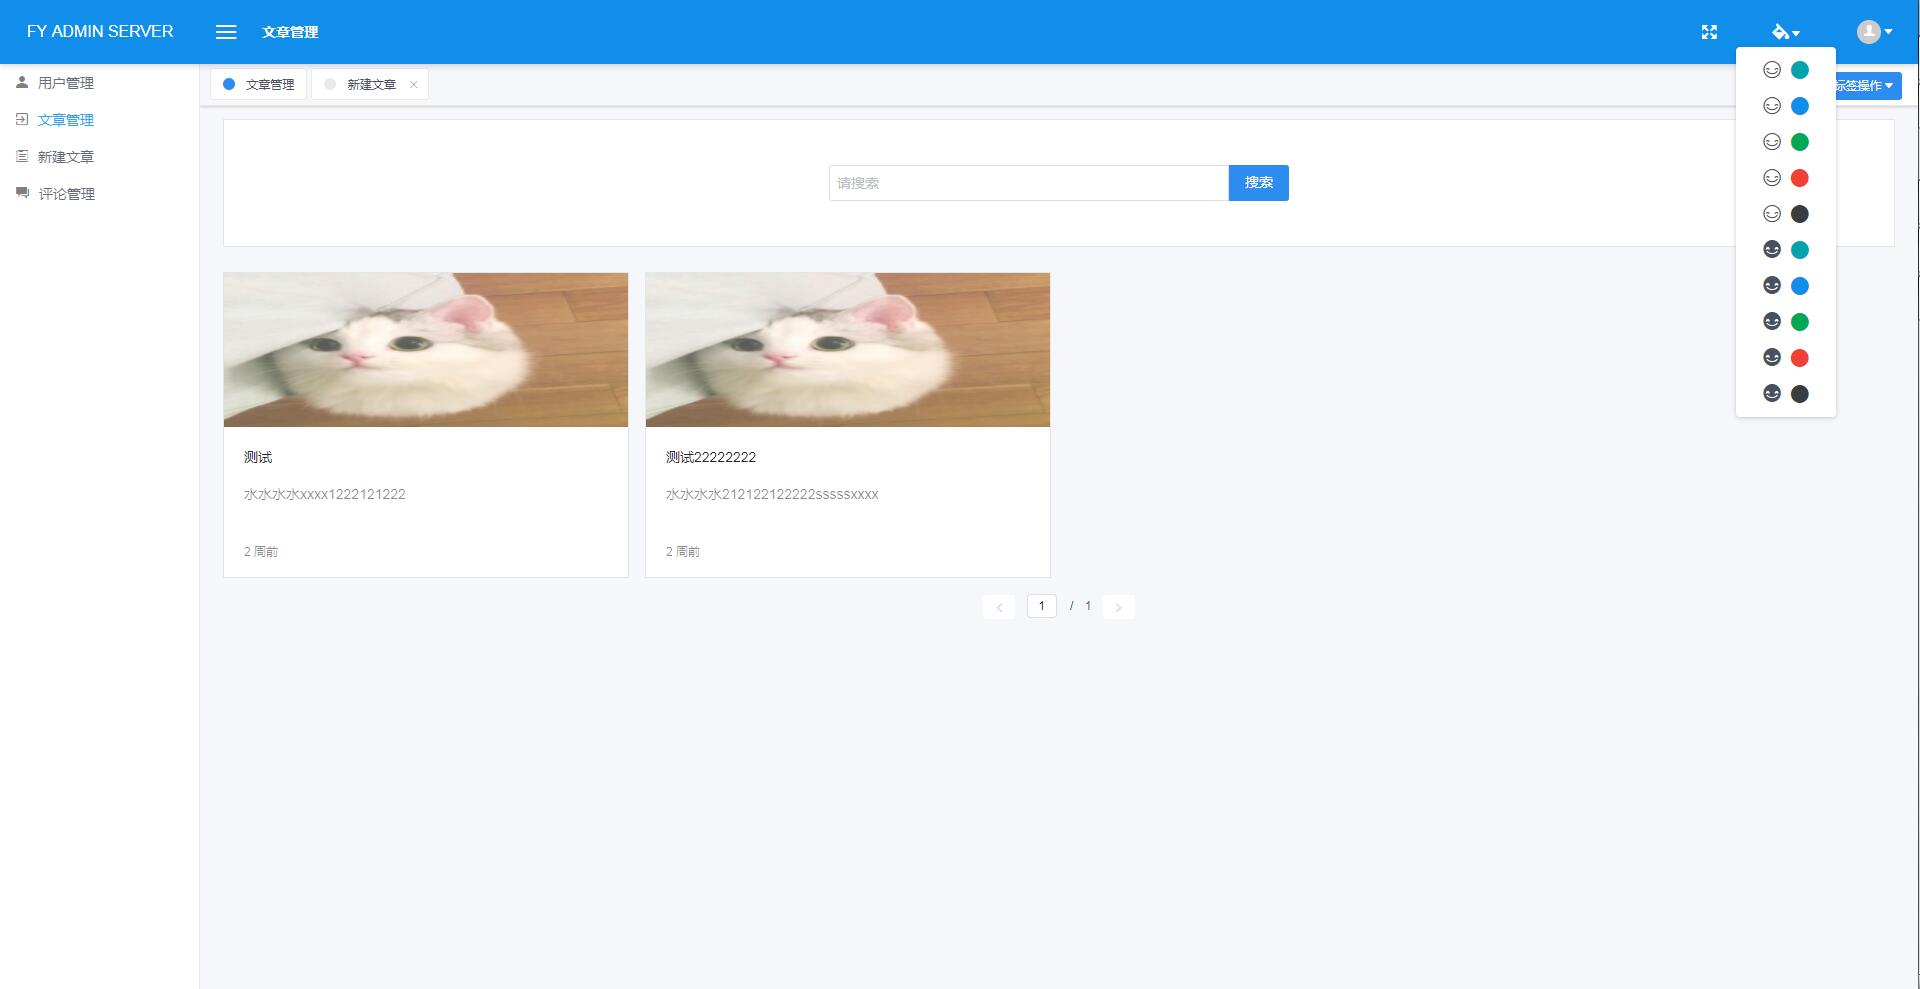 FY ADMIN SERVER
文章管理
用户管理
文章管理
新建文章
评论管理
文章管理
新建文章
标签操作
请搜索
搜索
测试
水水水水xxxx1222121222
2 周前
测试22222222
水水水水212122122222sssssxxxx
2 周前
1 / 1